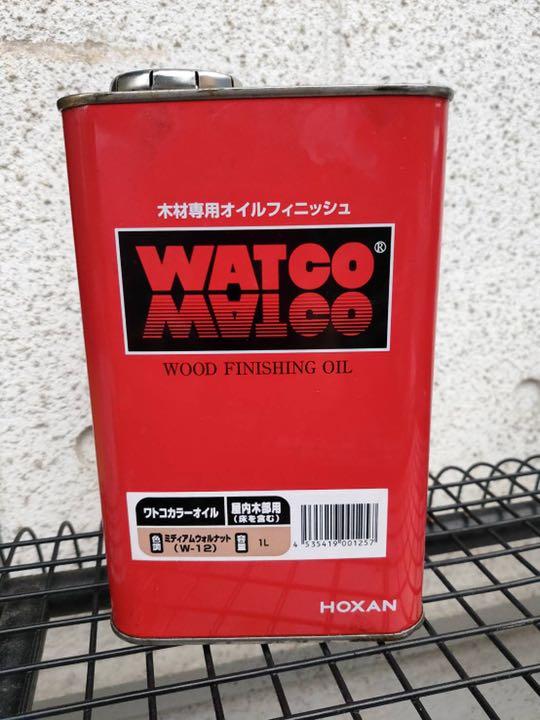 木材専用オイルフィニッシュ
WATCO®
WATCO
WOOD FINISHING OIL
ワトコカラーオイル
屋内木部用
(床を含む)
色調 ミディアムウォルナット
(W-12)
容量 1L
4 535419 001257
HOXAN